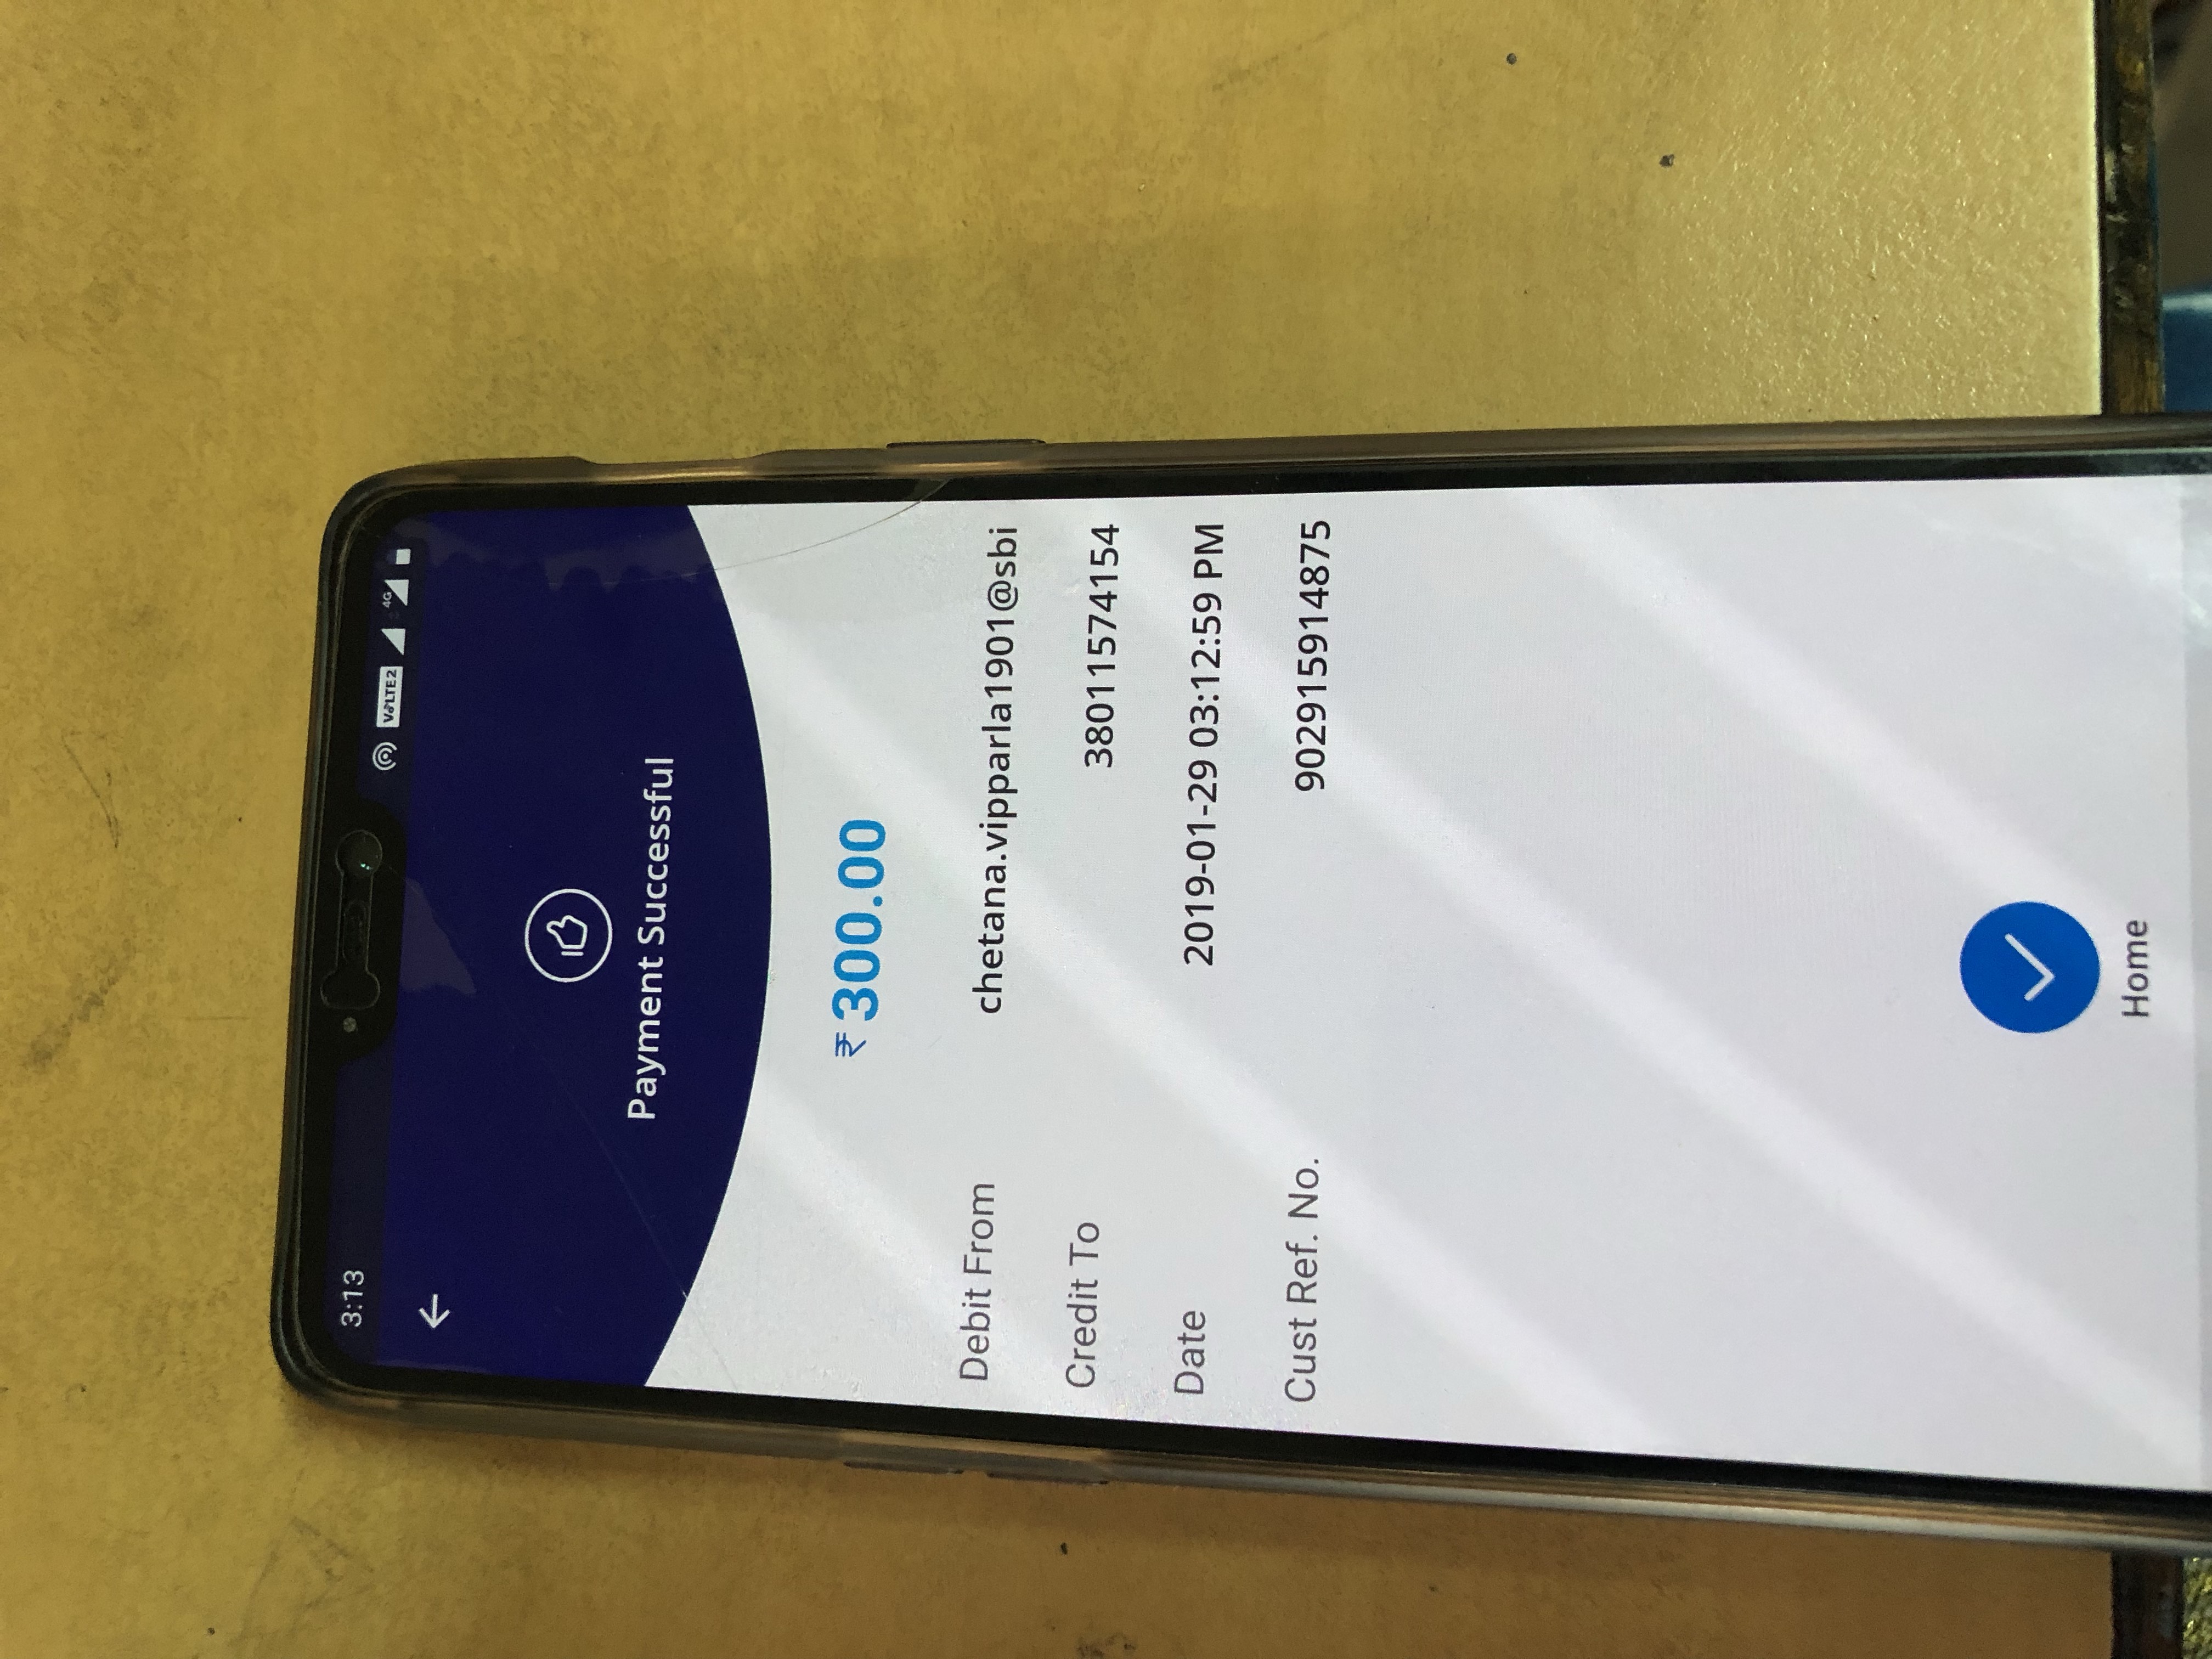 3:13
VoLTE2 4G
Payment Successful
₹ 300.00
Debit From chetana.vipparla1901@sbi
Credit To 38011574154
Date 2019-01-29 03:12:59 PM
Cust Ref. No. 902915914875
Home